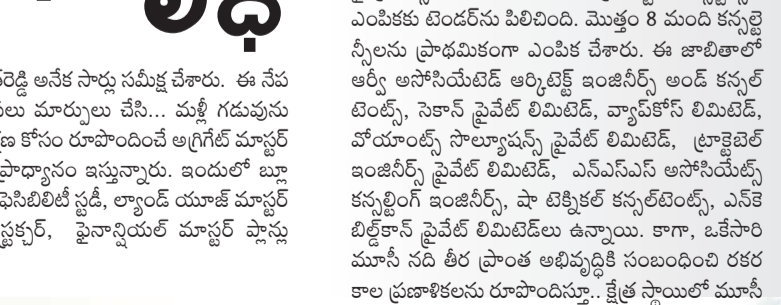 తరెడ్డి అనేక సార్లు సమీక్ష చేశారు. ఈ నేప
మార్పులు చేసి... మళ్లీ గడువును
కోసం రూపొందించే అగ్రిగేట్ మాస్టర్
ప్రాధ్యానం ఇస్తున్నారు. ఇందులో బ్లూ
ఫెసిబిలిటీ స్టడీ, ల్యాండ్ యూజ్ మాస్టర్
స్ట్రక్చర్, ఫైనాన్షియల్ మాస్టర్ ప్లాన్లు
ఎంపికకు టెండర్‌ను పిలిచింది. మొత్తం 8 మంది కన్సల్టె
న్సీలను ప్రాథమికంగా ఎంపిక చేశారు. ఈ జాబితాలో
ఆర్వీ అసోసియేటెడ్ ఆర్కిటెక్ట్ ఇంజినీర్స్ అండ్ కన్సల్
టెంట్స్, సెకాన్ ప్రైవేట్ లిమిటెడ్, వ్యాప్‌కోస్ లిమిటెడ్,
వోయాంట్స్ సొల్యూషన్స్ ప్రైవేట్ లిమిటెడ్, ట్రాక్టెబెల్
ఇంజినీర్స్ ప్రైవేట్ లిమిటెడ్, ఎన్ఎస్ఎస్ అసోసియేట్స్
కన్సల్టింగ్ ఇంజినీర్స్, షా టెక్నికల్ కన్సల్‌టెంట్స్, ఎన్‌కె
బిల్డ్‌కాన్ ప్రైవేట్ లిమిటెడ్‌లు ఉన్నాయి. కాగా, ఒకేసారి
మూసీ నది తీర ప్రాంత అభివృద్ధికి సంబంధించి రకర
కాల ప్రణాళికలను రూపొందిస్తూ.. క్షేత్ర స్థాయిలో మూసీ